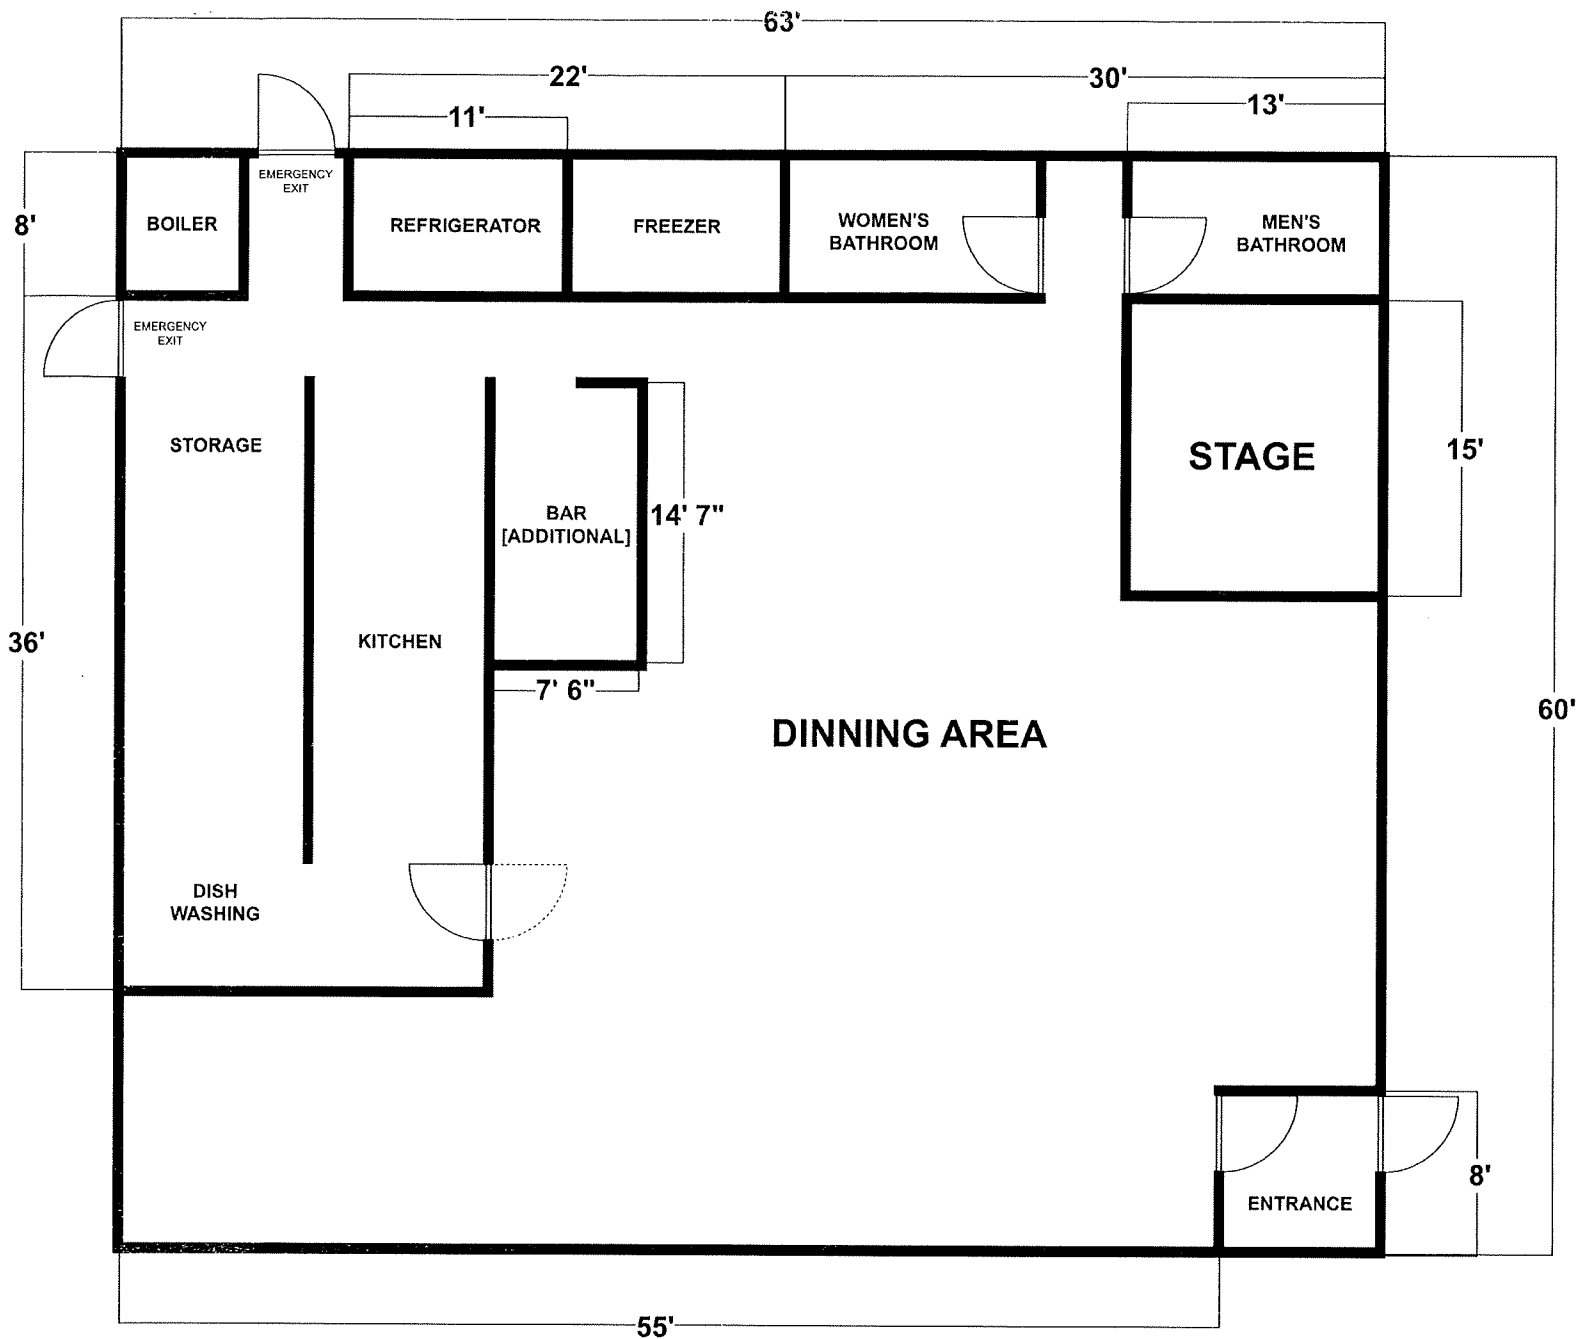 63'
22'
30'
11'
13'
EMERGENCY
EXIT
8'
BOILER
REFRIGERATOR
FREEZER
WOMEN'S
BATHROOM
MEN'S
BATHROOM
EMERGENCY
EXIT
STORAGE
STAGE
15'
BAR
[ADDITIONAL]
14' 7"
36'
KITCHEN
7' 6"
DINNING AREA
60'
DISH
WASHING
8'
ENTRANCE
55'